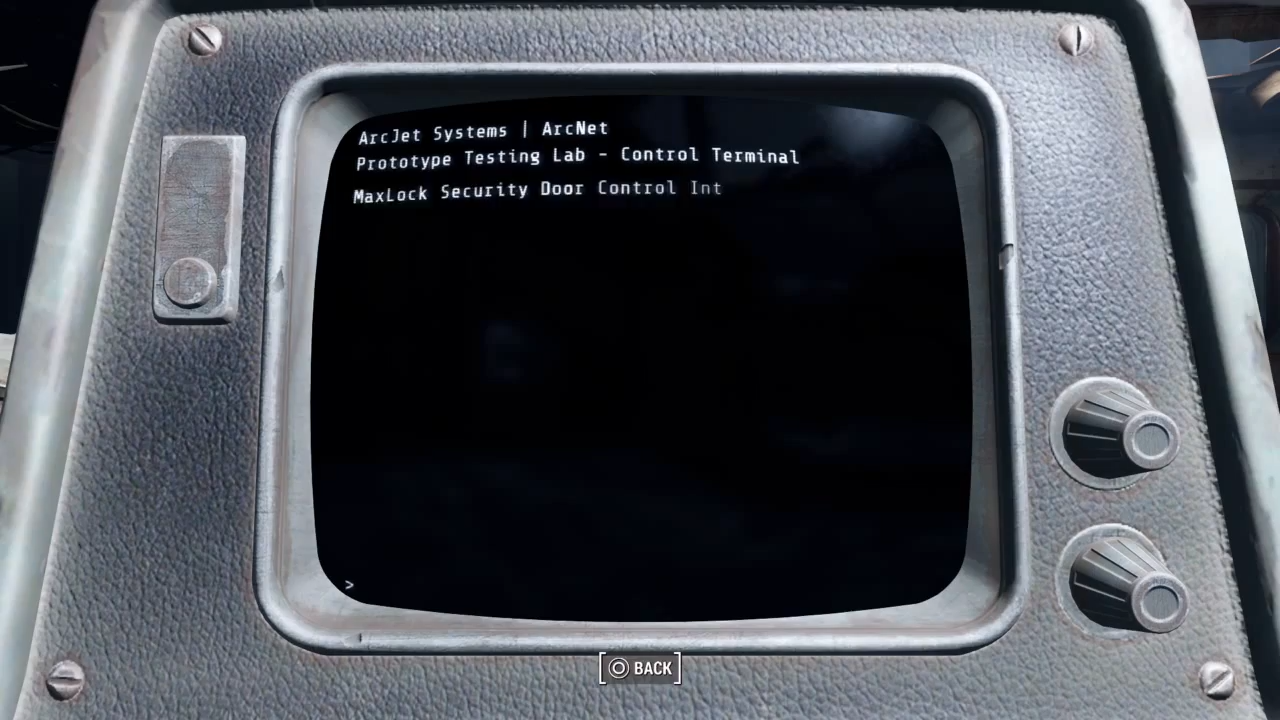 ArcJet Systems | ArcNet
Prototype Testing Lab - Control Terminal
MaxLock Security Door Control Int
>
BACK